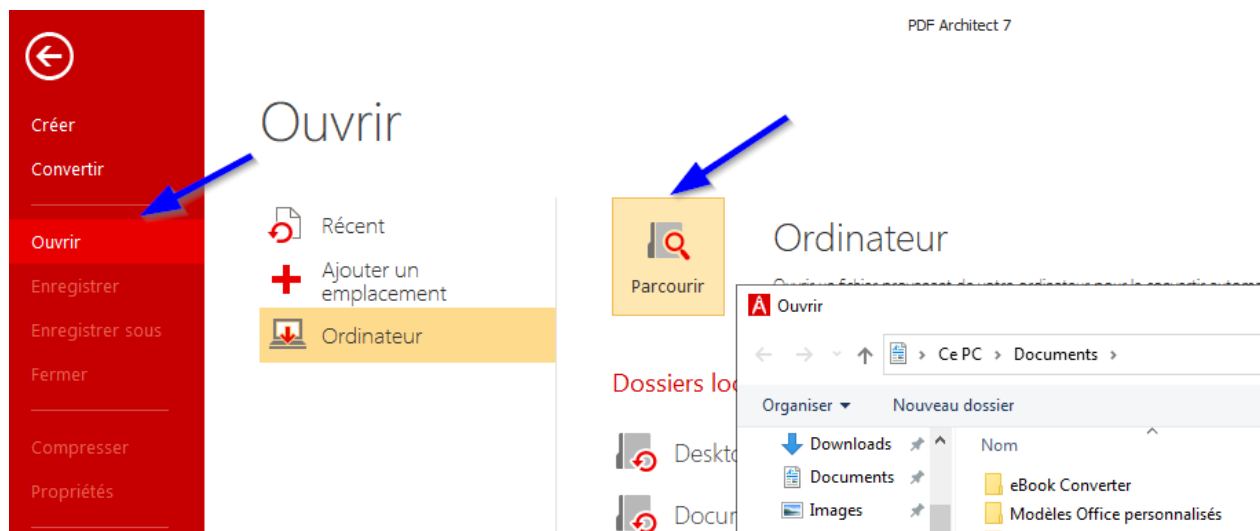 PDF Architect 7
Créer
Convertir
Ouvrir
Enregistrer
Enregistrer sous
Fermer
Compresser
Propriétés
Ouvrir
Récent
Ajouter un
emplacement
Ordinateur
Parcourir
Ordinateur
Dossiers
Ouvrir
Ce PC > Documents >
Organiser
Nouveau dossier
Downloads
Documents
Images
Nom
eBook Converter
Modèles Office personnalisés